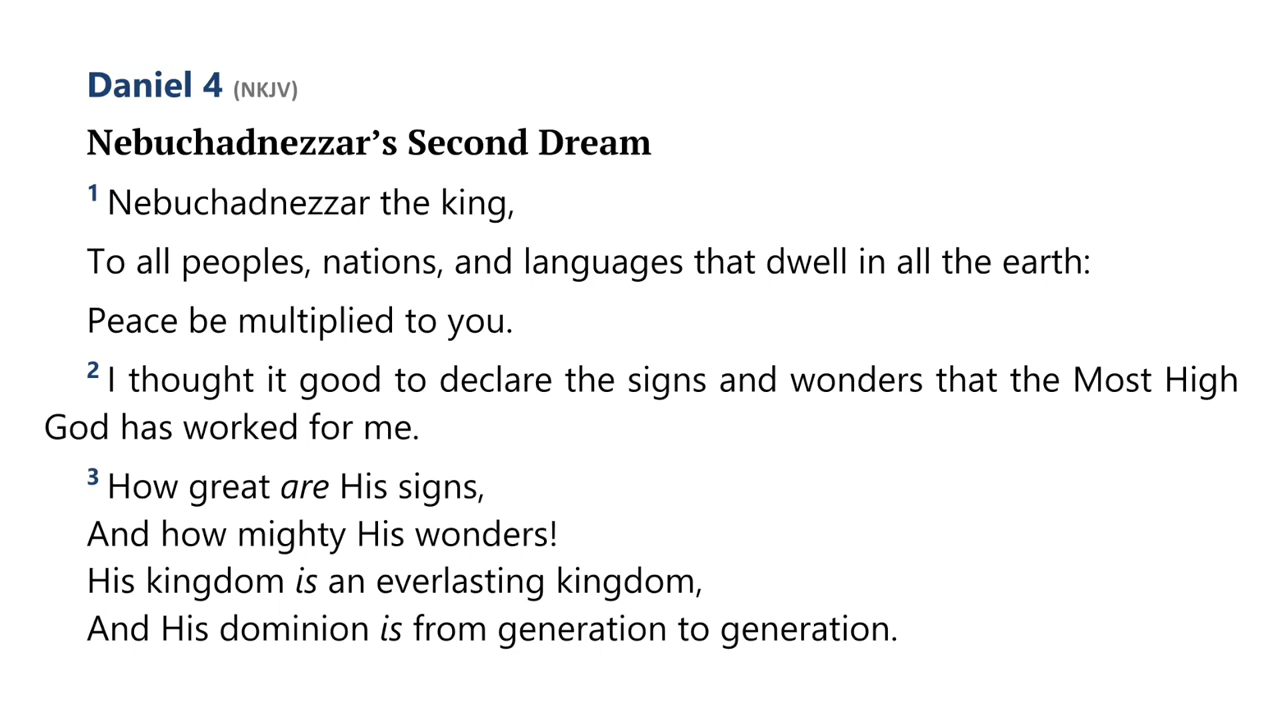 Daniel 4 (NKJV)
Nebuchadnezzar’s Second Dream
1 Nebuchadnezzar the king,
To all peoples, nations, and languages that dwell in all the earth:
Peace be multiplied to you.
2 I thought it good to declare the signs and wonders that the Most High
God has worked for me.
3 How great are His signs,
And how mighty His wonders!
His kingdom is an everlasting kingdom,
And His dominion is from generation to generation.